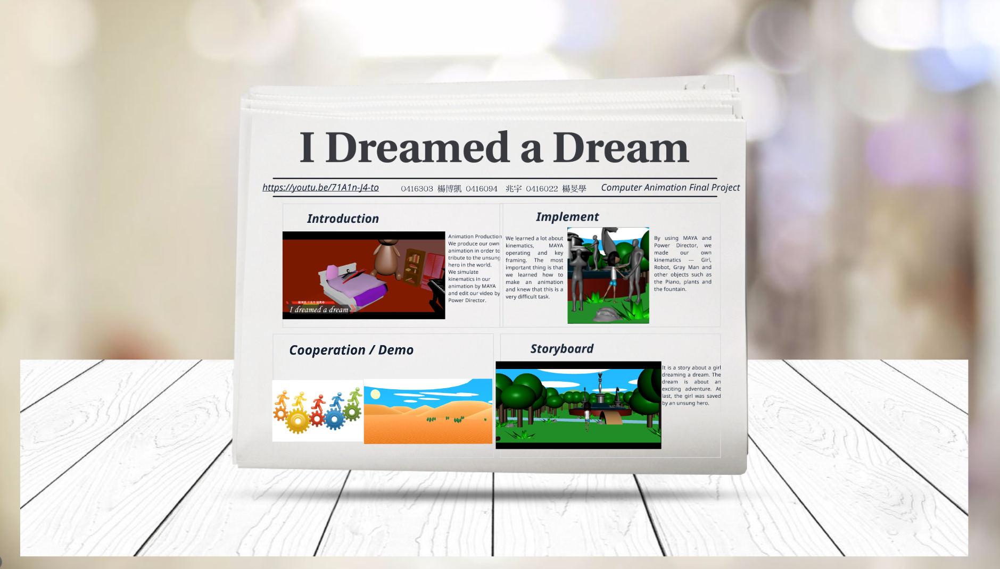 I Dreamed a Dream
https://youtu.be/71A1n-J4-to
0416303 楊博凱 0416094 兆宇 0416022 楊旻學
Computer Animation Final Project
Introduction
I dreamed a dream
Animation Production
We produce our own
animation in order to
tribute to the unsung
hero in the world.
We simulate
kinematics in our
animation by MAYA
and edit our video by
Power Director.
Implement
We learned a lot about
kinematics, MAYA
operating and key
framing. The most
important thing is that
we learned how to
make an animation
and knew that this is a
very difficult task.
By using MAYA and
Power Director, we
made our own
kinematics --- Girl,
Robot, Gray Man and
other objects such as
the Piano, plants and
the fountain.
Cooperation / Demo
Storyboard
It is a story about a girl
dreaming a dream. The
dream is about an
exciting adventure. At
last, the girl was saved
by an unsung hero.